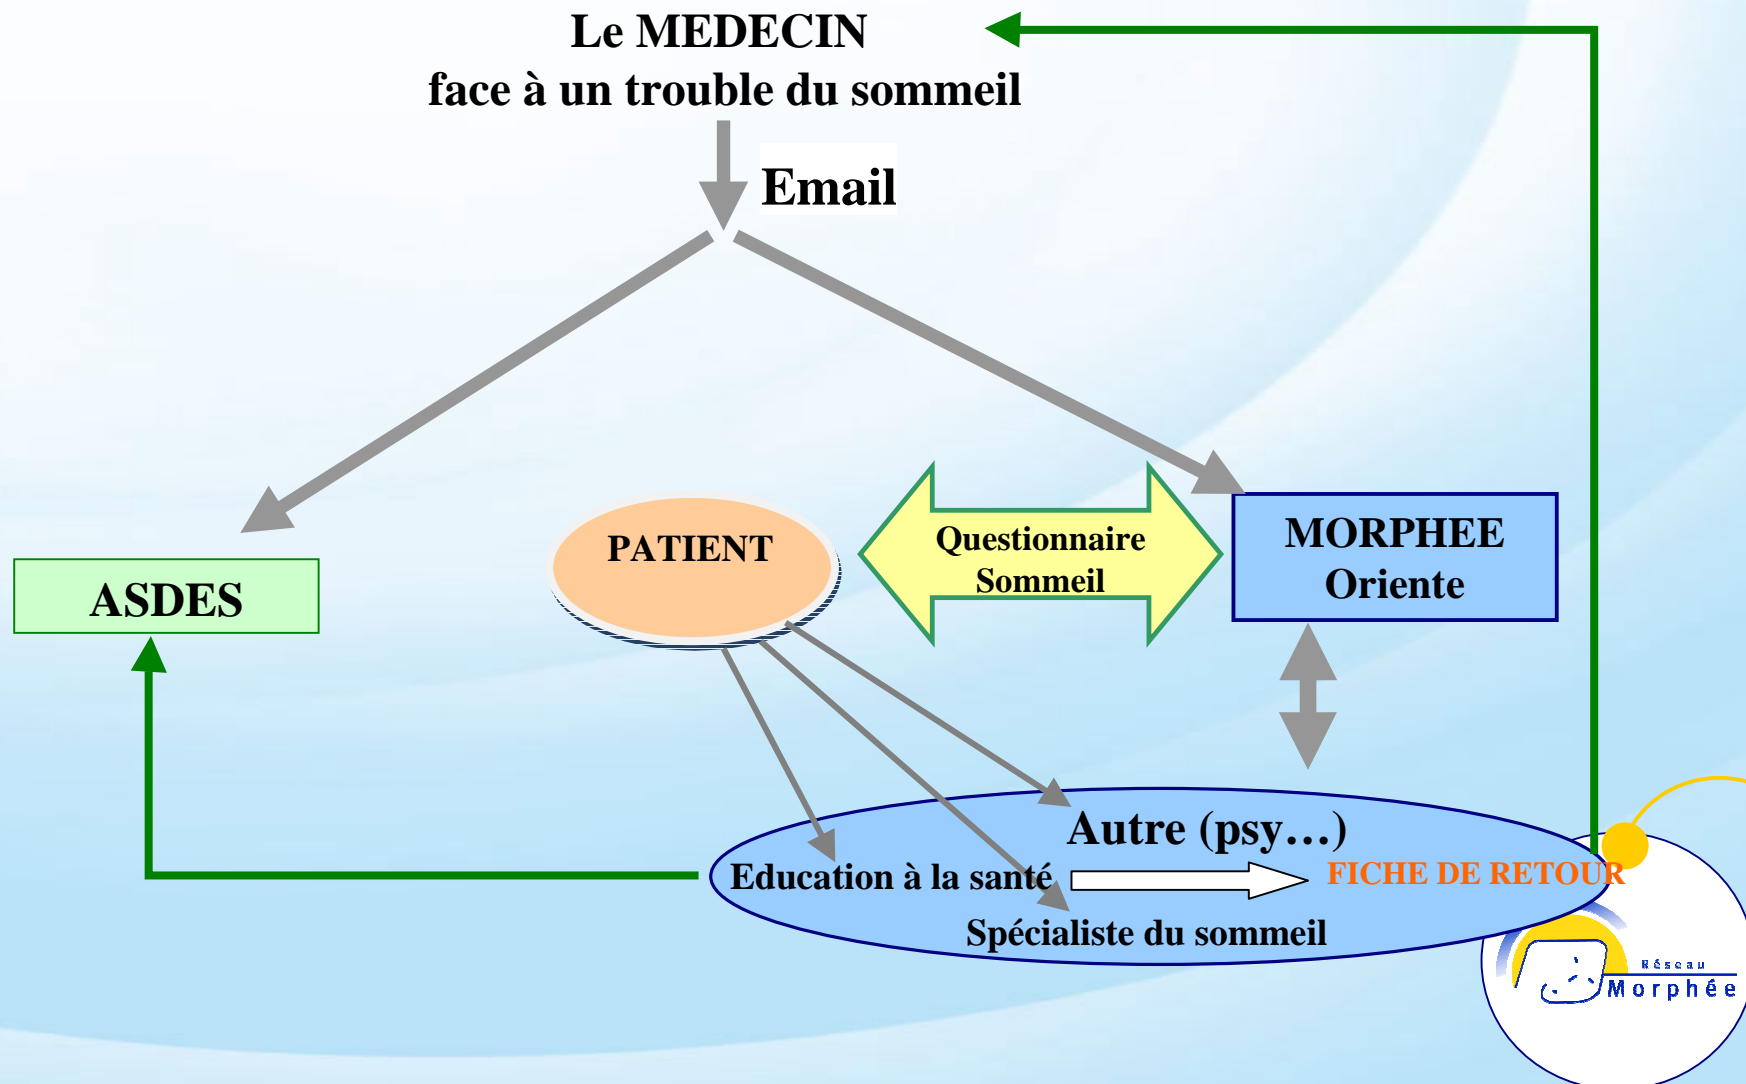 Le MEDECIN
face à un trouble du sommeil
Email
PATIENT
Questionnaire
Sommeil
MORPHEE
Oriente
ASDES
Autre (psy…)
Education à la santé
FICHE DE RETOUR
Spécialiste du sommeil
Réseau
Morphée